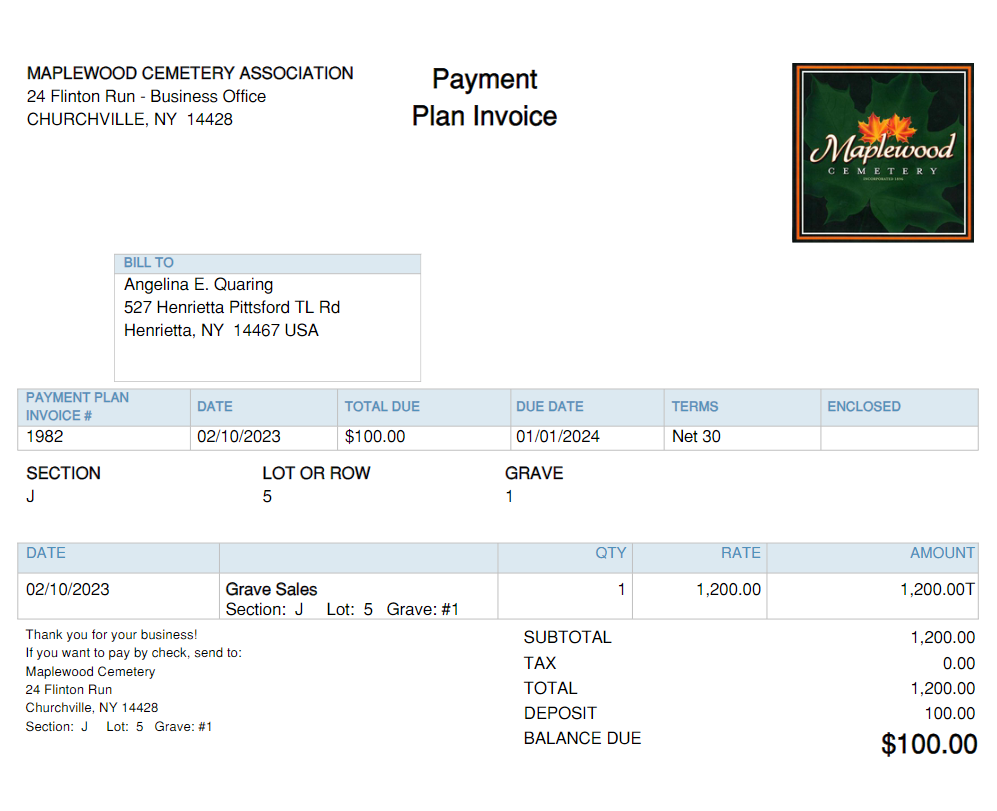 MAPLEWOOD CEMETERY ASSOCIATION
24 Flinton Run - Business Office
CHURCHVILLE, NY 14428
Payment
Plan Invoice
Maplewood
CEMETERY
BILL TO
Angelina E. Quaring
527 Henrietta Pittsford TL Rd
Henrietta, NY 14467 USA
PAYMENT PLAN INVOICE # DATE TOTAL DUE DUE DATE TERMS ENCLOSED
1982 02/10/2023 $100.00 01/01/2024 Net 30
SECTION LOT OR ROW GRAVE
J 5 1
DATE QTY RATE AMOUNT
02/10/2023 Grave Sales 1 1,200.00 1,200.00T
Section: J Lot: 5 Grave: #1
Thank you for your business!
If you want to pay by check, send to:
Maplewood Cemetery
24 Flinton Run
Churchville, NY 14428
Section: J Lot: 5 Grave: #1
SUBTOTAL 1,200.00
TAX 0.00
TOTAL 1,200.00
DEPOSIT 100.00
BALANCE DUE $100.00